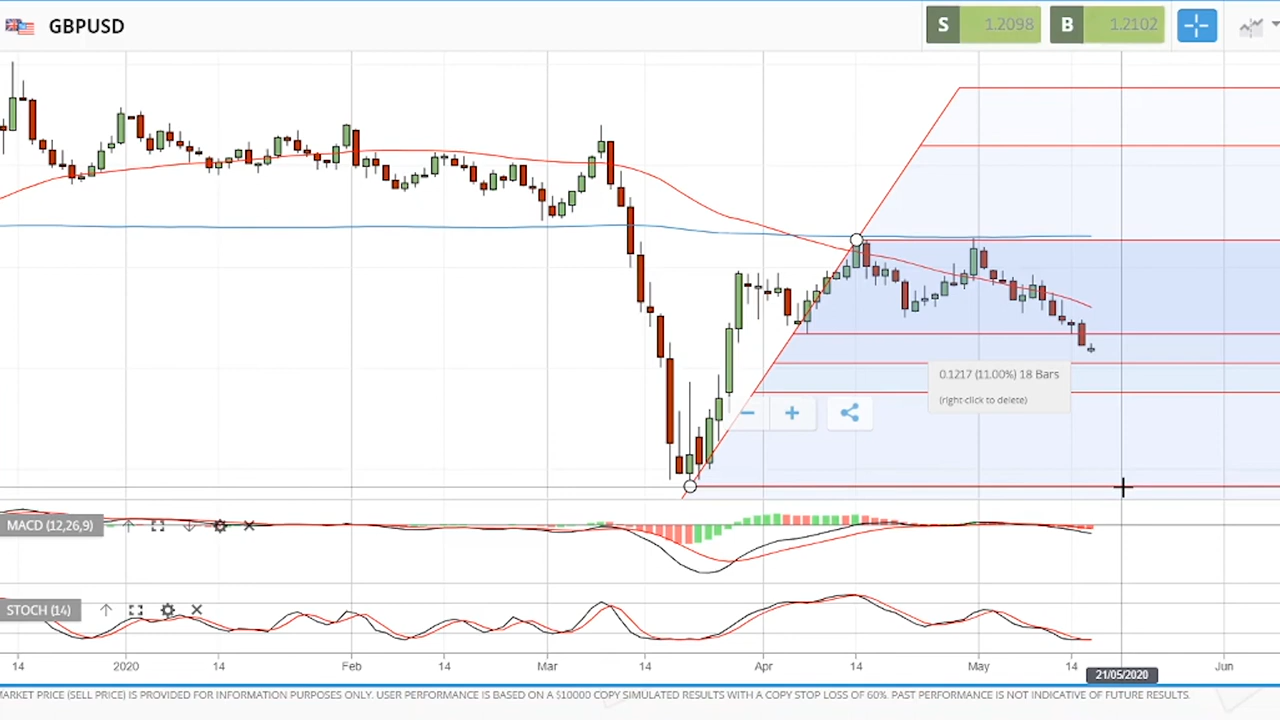 GBPUSD
S 1.2098 B 1.2102
0.1217 (11.00%) 18 Bars
(right-click to delete)
MACD (12,26,9)
STOCH (14)
14 2020 14 Feb 14 Mar 14 Apr 14 May 14 Jun
21/05/2020
MARKET PRICE (SELL PRICE) IS PROVIDED FOR INFORMATION PURPOSES ONLY. USER PERFORMANCE IS BASED ON A $10000 COPY SIMULATED RESULTS WITH A COPY STOP LOSS OF 60%. PAST PERFORMANCE IS NOT INDICATIVE OF FUTURE RESULTS.